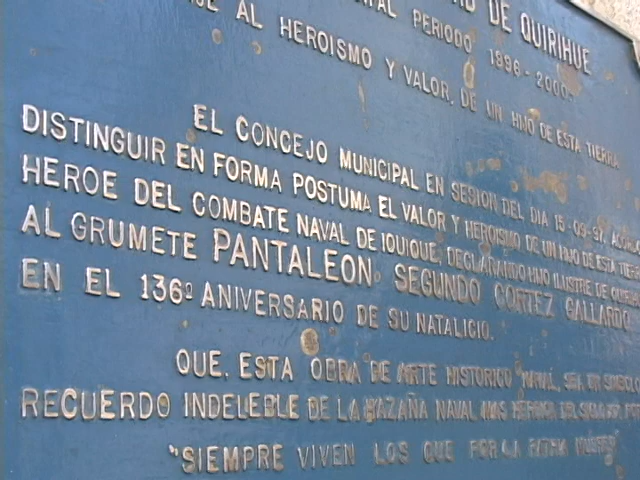 DE QUIRIHUE
PERIODO 1996-2000
AL HEROISMO Y VALOR, DE UN HIJO DE ESTA TIERRA
EL CONCEJO MUNICIPAL EN SESION DEL DIA 15-09-97,
DISTINGUIR EN FORMA POSTUMA EL VALOR Y HEROISMO DE UN HIJO DE ESTA
HEROE DEL COMBATE NAVAL DE IQUIQUE, DECLARANDO HIJO ILUSTRE DE
AL GRUMETE PANTALEON SEGUNDO CORTEZ GALLARDO
EN EL 136º ANIVERSARIO DE SU NATALICIO.
QUE, ESTA OBRA DE ARTE HISTORICO NAVAL, SEA UN
RECUERDO INDELEBLE DE LA HAZAÑA NAVAL MAS HEROICA DEL SIGLO
"SIEMPRE VIVEN LOS QUE POR LA PATRIA MUEREN